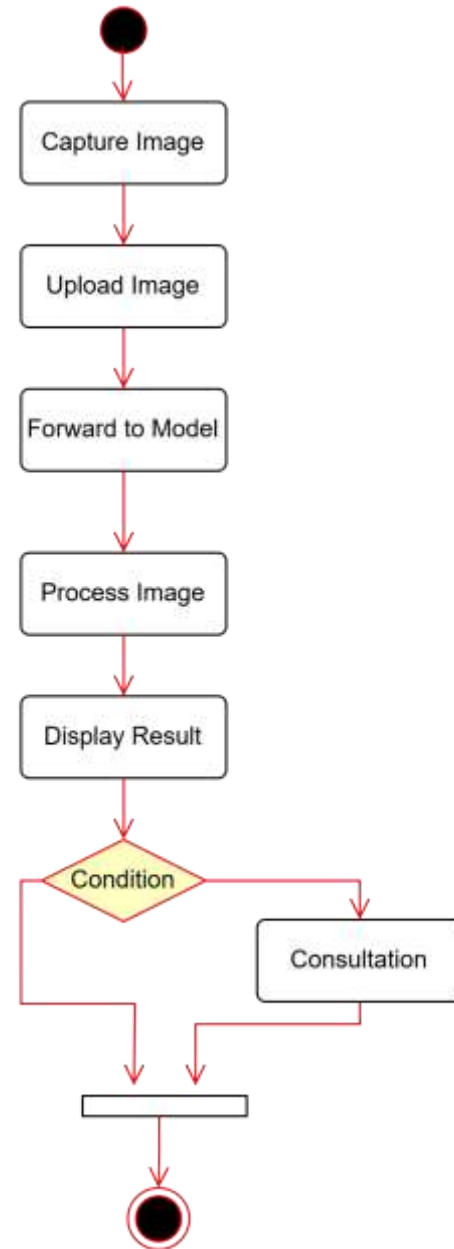 Capture Image
Upload Image
Forward to Model
Process Image
Display Result
Condition
Consultation